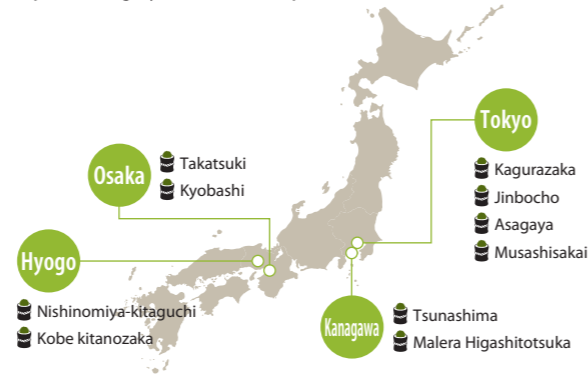 Tokyo
Kagurazaka
Jinbocho
Asagaya
Musashisakai
Osaka
Takatsuki
Kyobashi
Hyogo
Nishinomiya-kitaguchi
Kobe kitanozaka
Kanagawa
Tsunashima
Malera Higashitotsuka